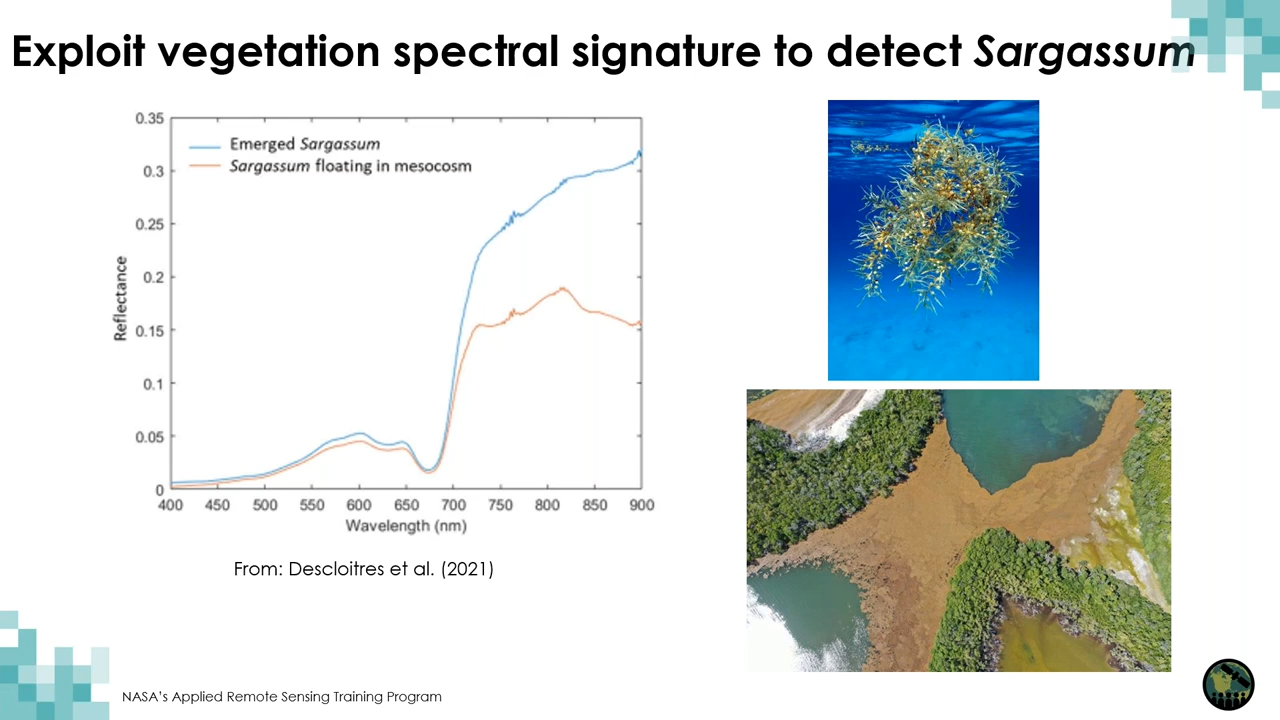 Exploit vegetation spectral signature to detect Sargassum
0.35
0.3
0.25
0.2
0.15
0.1
0.05
0
Reflectance
Emerged Sargassum
Sargassum floating in mesocosm
400 450 500 550 600 650 700 750 800 850 900
Wavelength (nm)
From: Descloitres et al. (2021)
NASA's Applied Remote Sensing Training Program